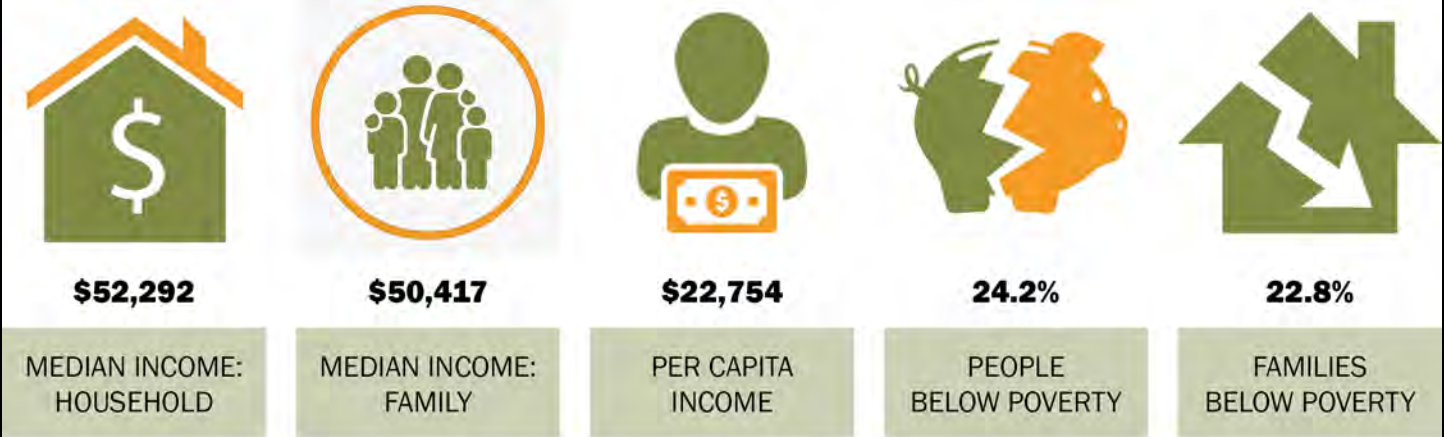 $
$
$52,292
MEDIAN INCOME:
HOUSEHOLD
$50,417
MEDIAN INCOME:
FAMILY
$22,754
PER CAPITA
INCOME
24.2%
PEOPLE
BELOW POVERTY
22.8%
FAMILIES
BELOW POVERTY